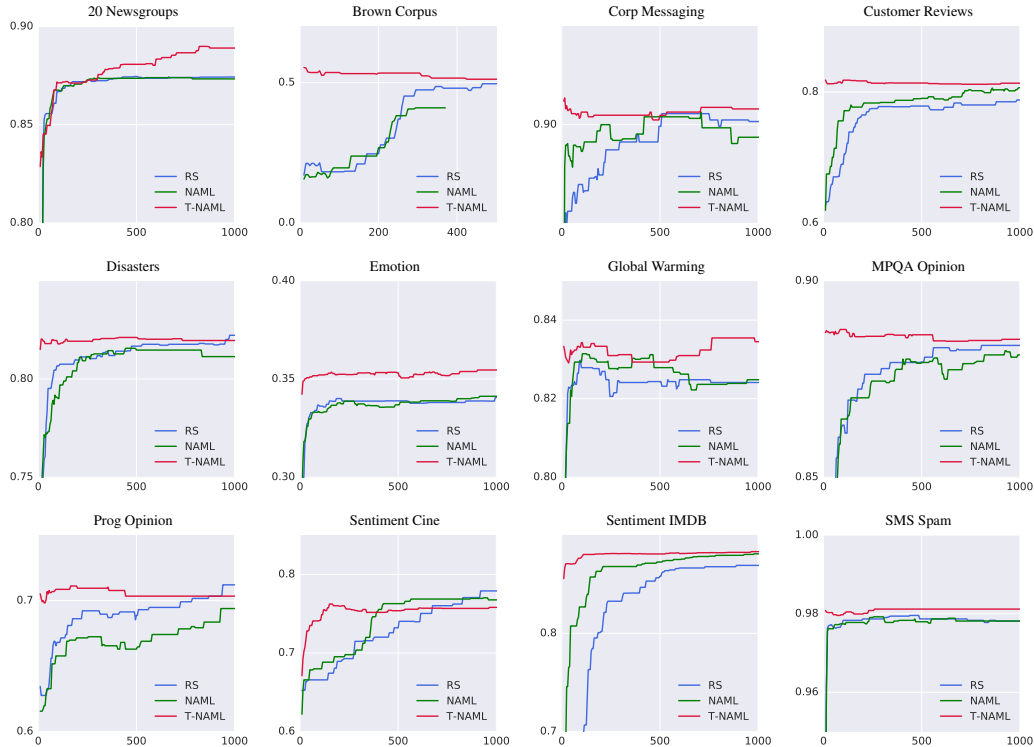 20 Newsgroups Brown Corpus Corp Messaging Customer Reviews
0.90 0.5 0.90 0.8
0.85
RS RS RS RS
NAML NAML NAML NAML
T-NAML T-NAML T-NAML T-NAML
0.80 0.0 0.6
0 500 1000 0 200 400 0 500 1000 0 500 1000
Disasters Emotion Global Warming MPQA Opinion
0.40 0.84 0.90
0.80 0.35 0.82
RS RS RS RS
NAML NAML NAML NAML
T-NAML T-NAML T-NAML T-NAML
0.75 0.30 0.80 0.85
0 500 1000 0 500 1000 0 500 1000 0 500 1000
Prog Opinion Sentiment Cine Sentiment IMDB SMS Spam
0.8 1.00
0.7 0.7 0.8 0.98
RS RS RS RS
NAML NAML NAML NAML 0.96
T-NAML T-NAML T-NAML T-NAML
0.6 0.6 0.7
0 500 1000 0 500 1000 0 500 1000 0 500 1000